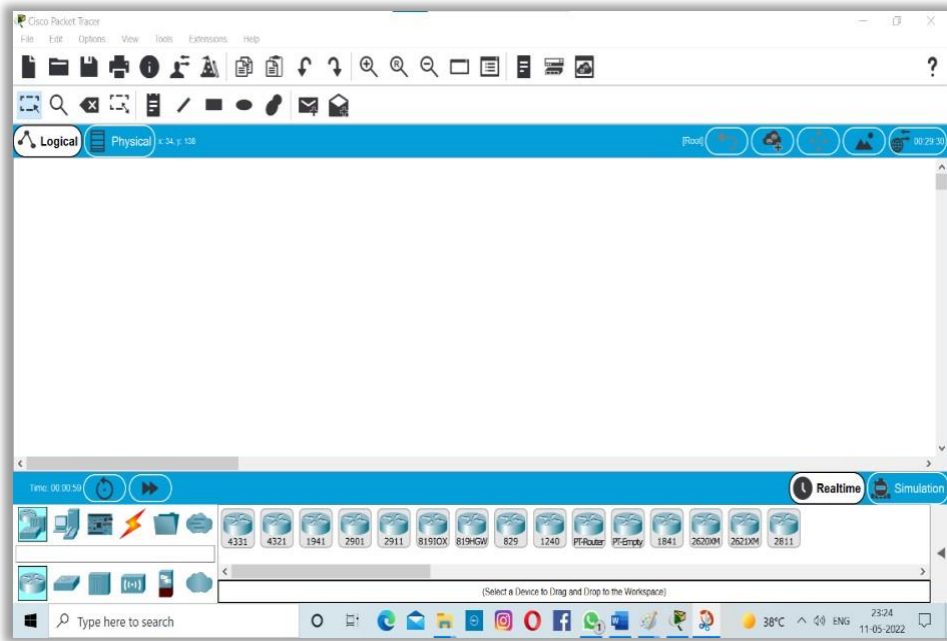 Cisco Packet Tracer
File Edit Options View Tools Extensions Help
?
Logical Physical x: 34, y: 138 [Root] 00:29:30
Time: 00:00:59 Realtime Simulation
4331 4321 1941 2901 2911 819IOX 819HGW 829 1240 PT-Router PT-Empty 1841 2620XM 2621XM 2811
(Select a Device to Drag and Drop to the Workspace)
Type here to search 38°C ENG 23:24
11-05-2022